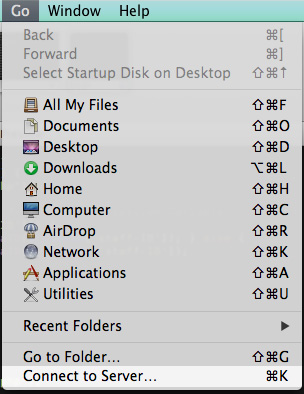 Go Window Help
Back ⌘[
Forward ⌘]
Select Startup Disk on Desktop ⇧⌘↑
All My Files ⇧⌘F
Documents ⇧⌘O
Desktop ⇧⌘D
Downloads ⌥⌘L
Home ⇧⌘H
Computer ⇧⌘C
AirDrop ⇧⌘R
Network ⇧⌘K
Applications ⇧⌘A
Utilities ⇧⌘U
Recent Folders ▶
Go to Folder... ⇧⌘G
Connect to Server... ⌘K